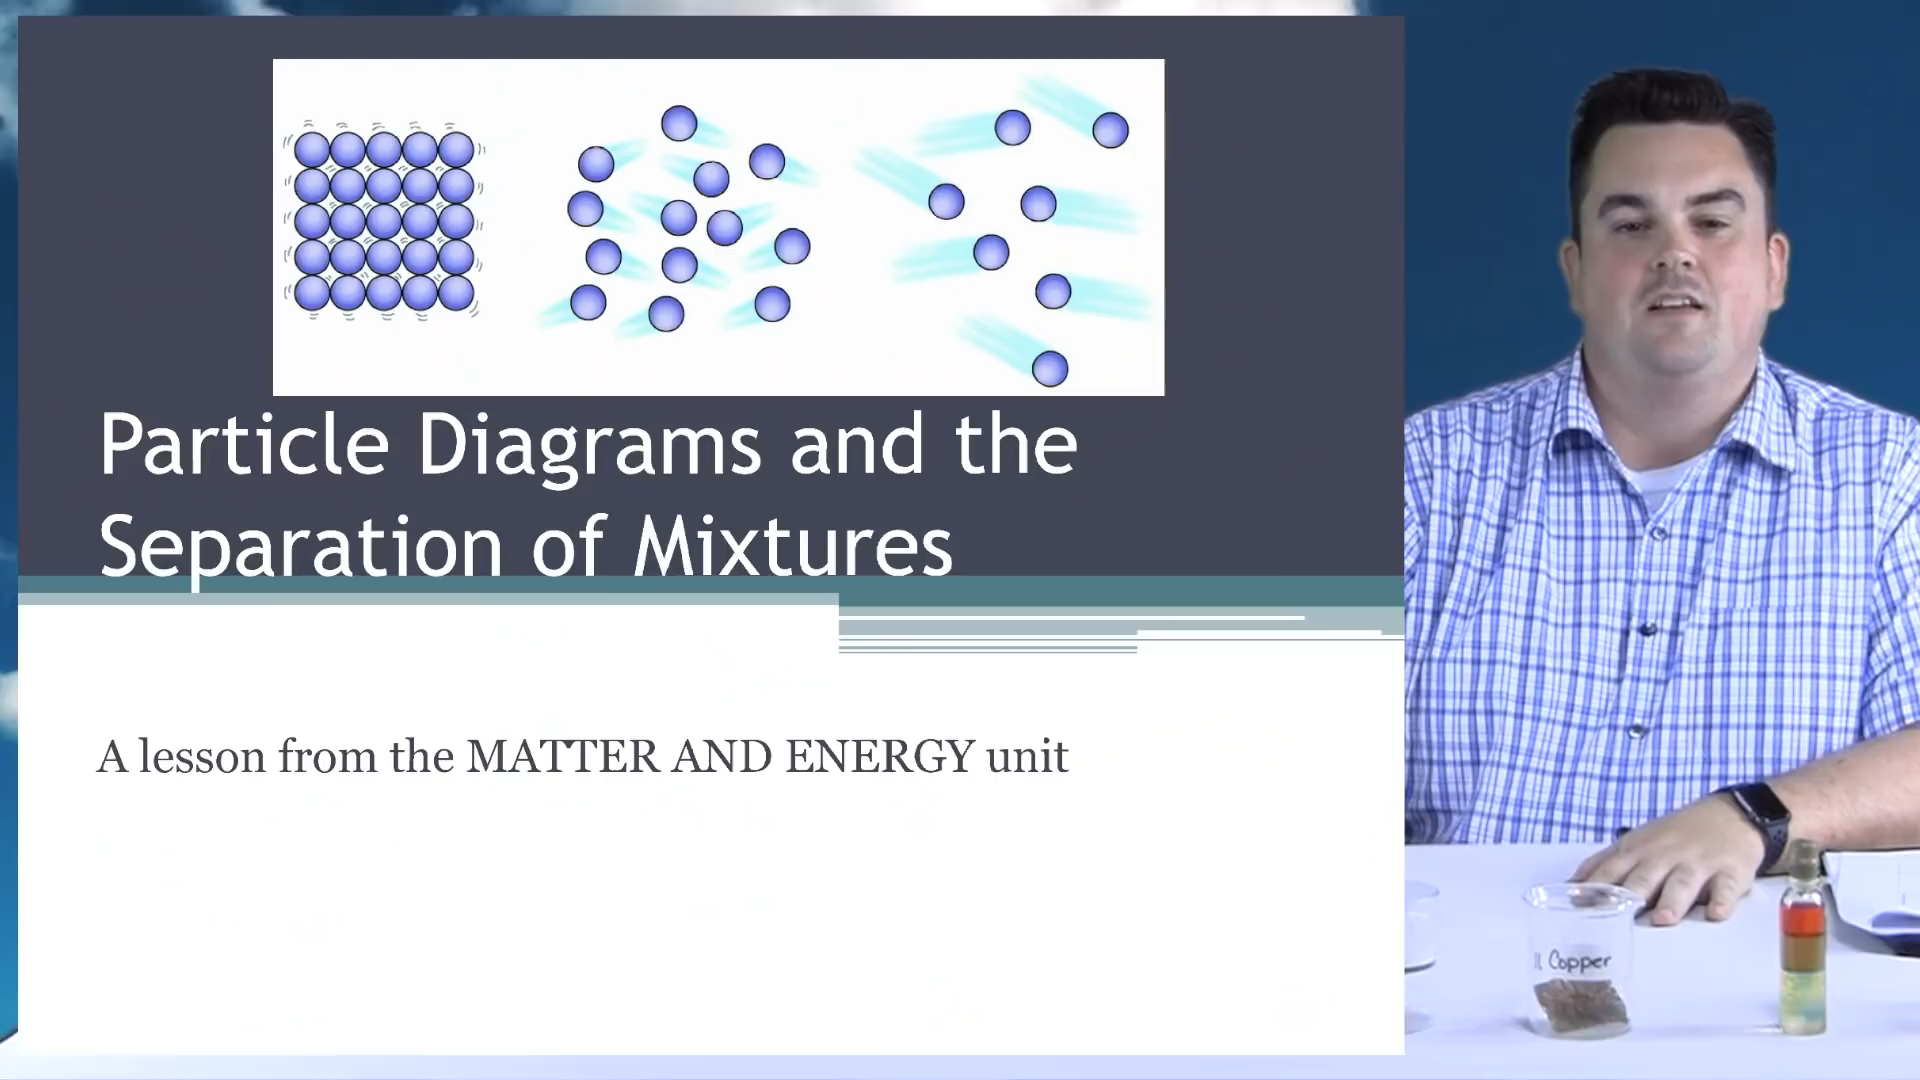 Particle Diagrams and the
Separation of Mixtures
A lesson from the MATTER AND ENERGY unit
Copper